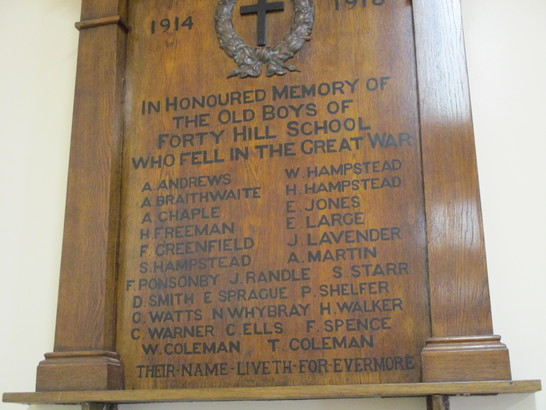 1914 1918
IN HONOURED MEMORY OF
THE OLD BOYS OF
FORTY HILL SCHOOL
WHO FELL IN THE GREAT WAR
A. ANDREWS W. HAMPSTEAD
A. BRAITHWAITE H. HAMPSTEAD
A. CHAPLE E. JONES
H. FREEMAN E. LARGE
F. GREENFIELD J. LAVENDER
S. HAMPSTEAD A. MARTIN
F. PONSONBY J. RANDLE S. STARR
D. SMITH E SPRAGUE P. SHELFER
C. WATTS N WHYBRAY H. WALKER
C. WARNER C. ELLS F. SPENCE
W. COLEMAN T. COLEMAN
THEIR-NAME-LIVETH-FOR-EVERMORE